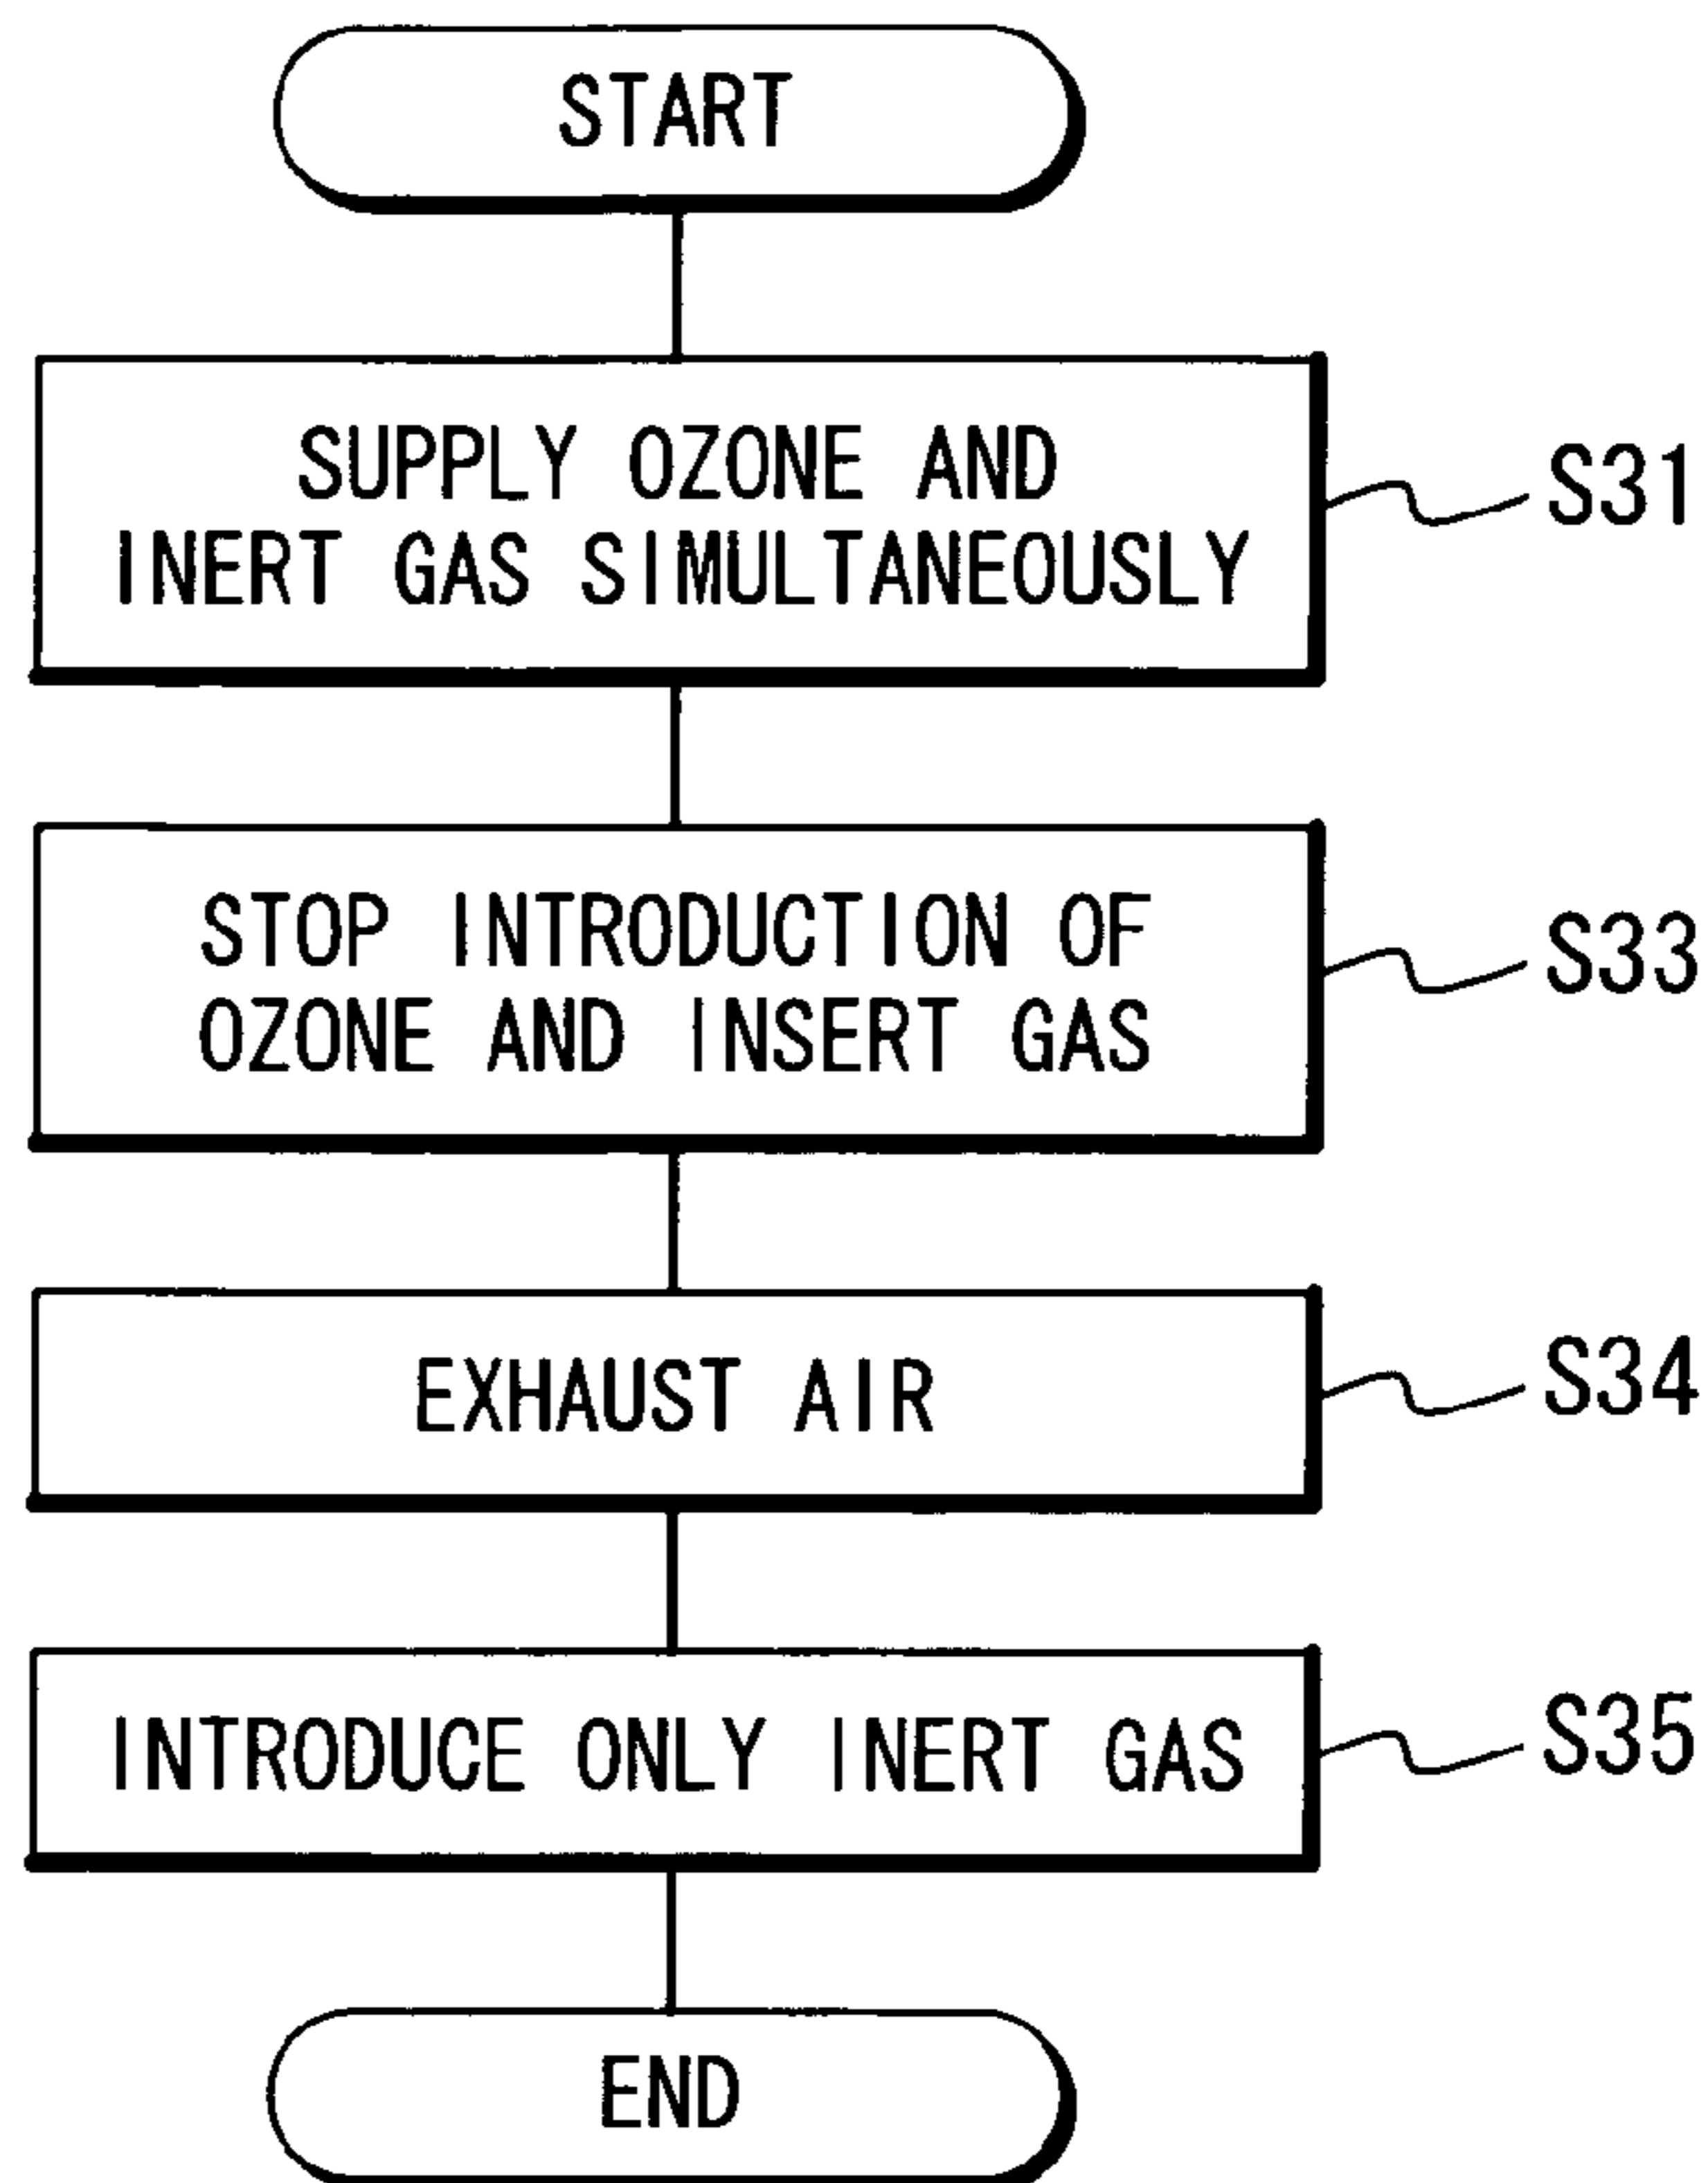 START
SUPPLY OZONE AND
INERT GAS SIMULTANEOUSLY
S31
STOP INTRODUCTION OF
OZONE AND INSERT GAS
S33
EXHAUST AIR
S34
INTRODUCE ONLY INERT GAS
S35
END